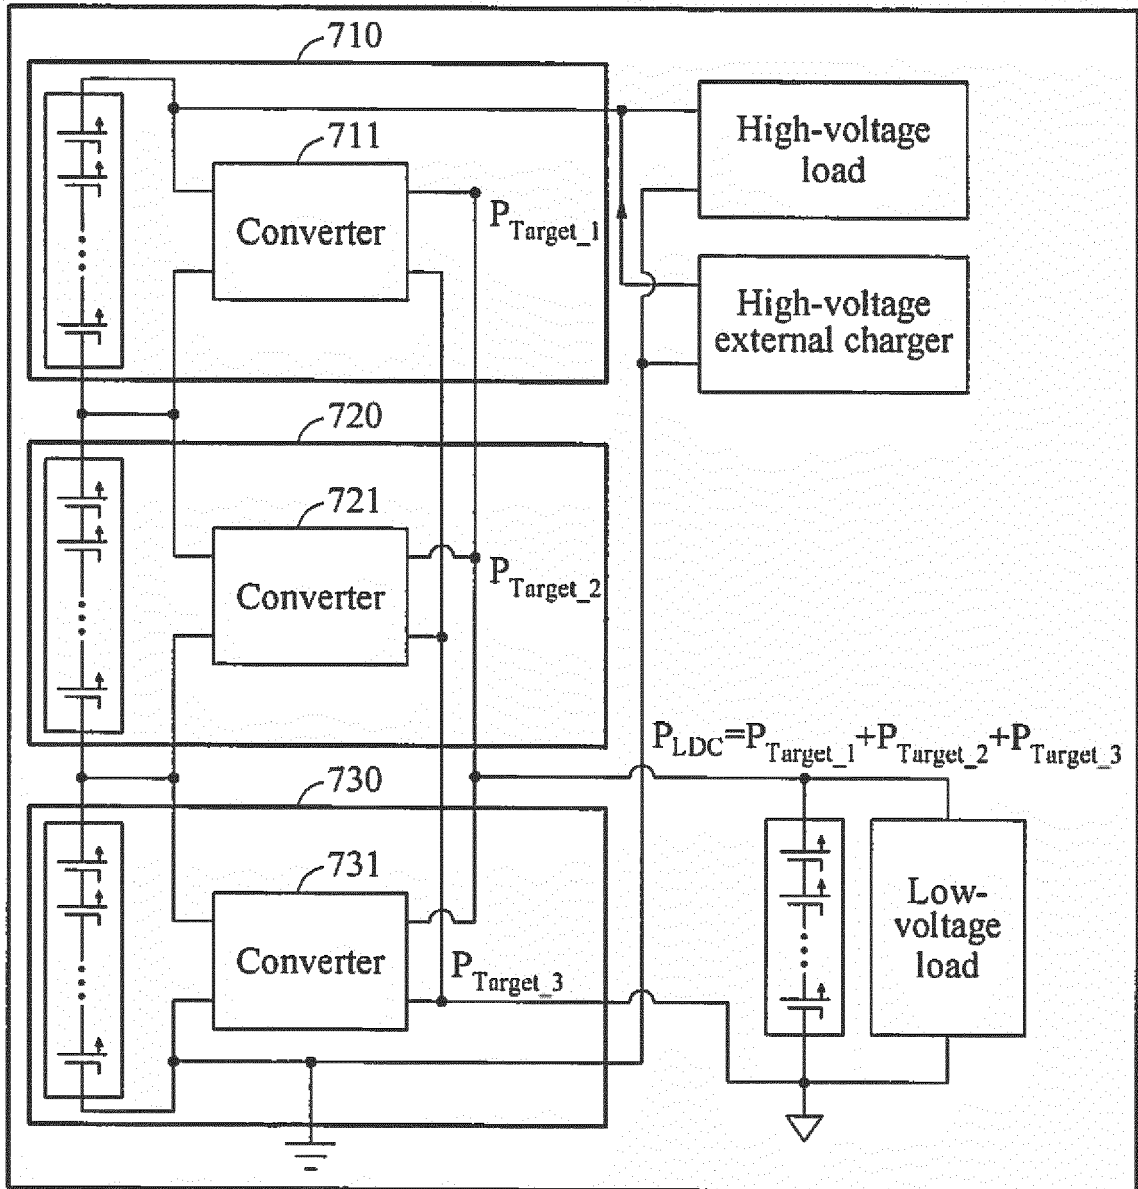 710
711
Converter
P_Target_1
High-voltage
load
High-voltage
external charger
720
721
Converter
P_Target_2
P_LDC=P_Target_1+P_Target_2+P_Target_3
730
731
Converter
P_Target_3
Low-
voltage
load